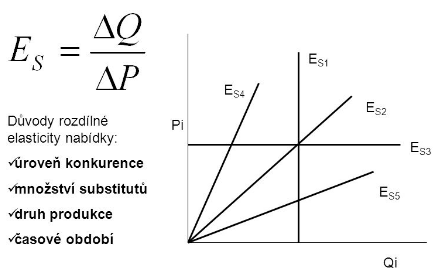 E_S = ΔQ / ΔP
Důvody rozdílné
elasticity nabídky:
✓úroveň konkurence
✓množství substitutů
✓druh produkce
✓časové období
E_S1
E_S4
E_S2
Pi
E_S3
E_S5
Qi